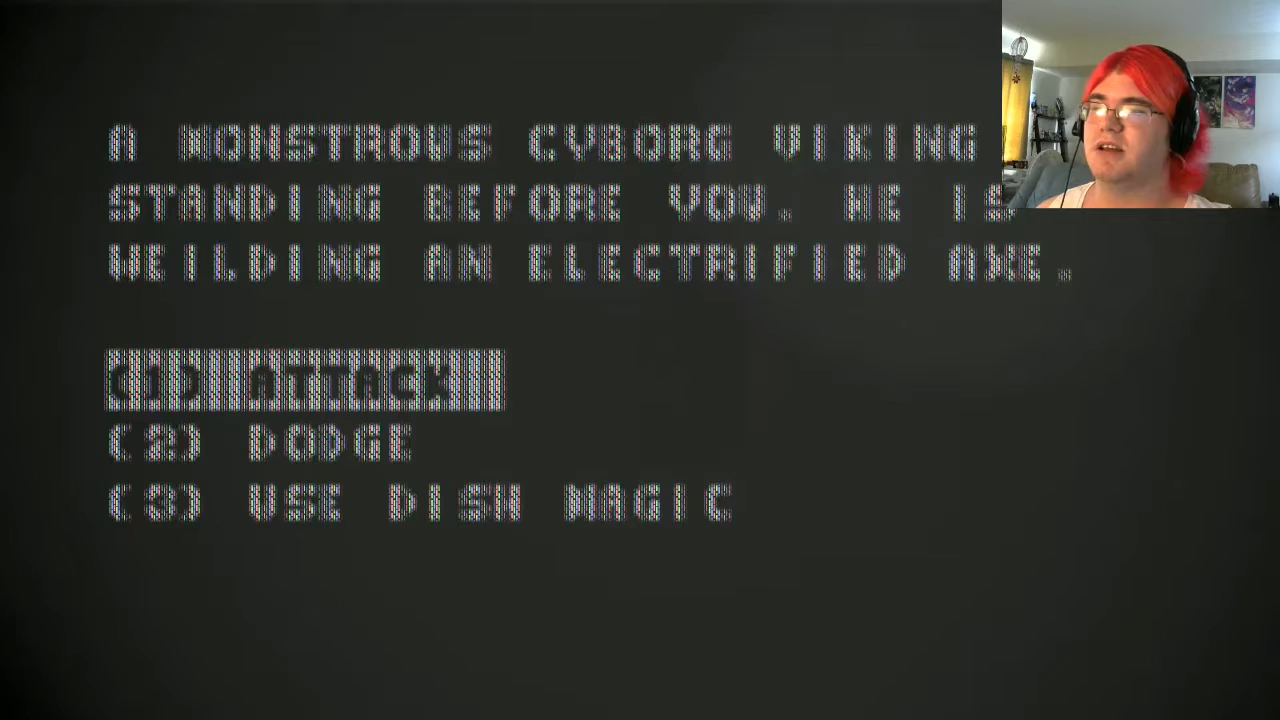 A MONSTROUS CYBORG VIKING
STANDING BEFORE YOU. HE IS
WEILDING AN ELECTRIFIED AXE.
(1) ATTACK
(2) DODGE
(3) USE DISH MAGIC